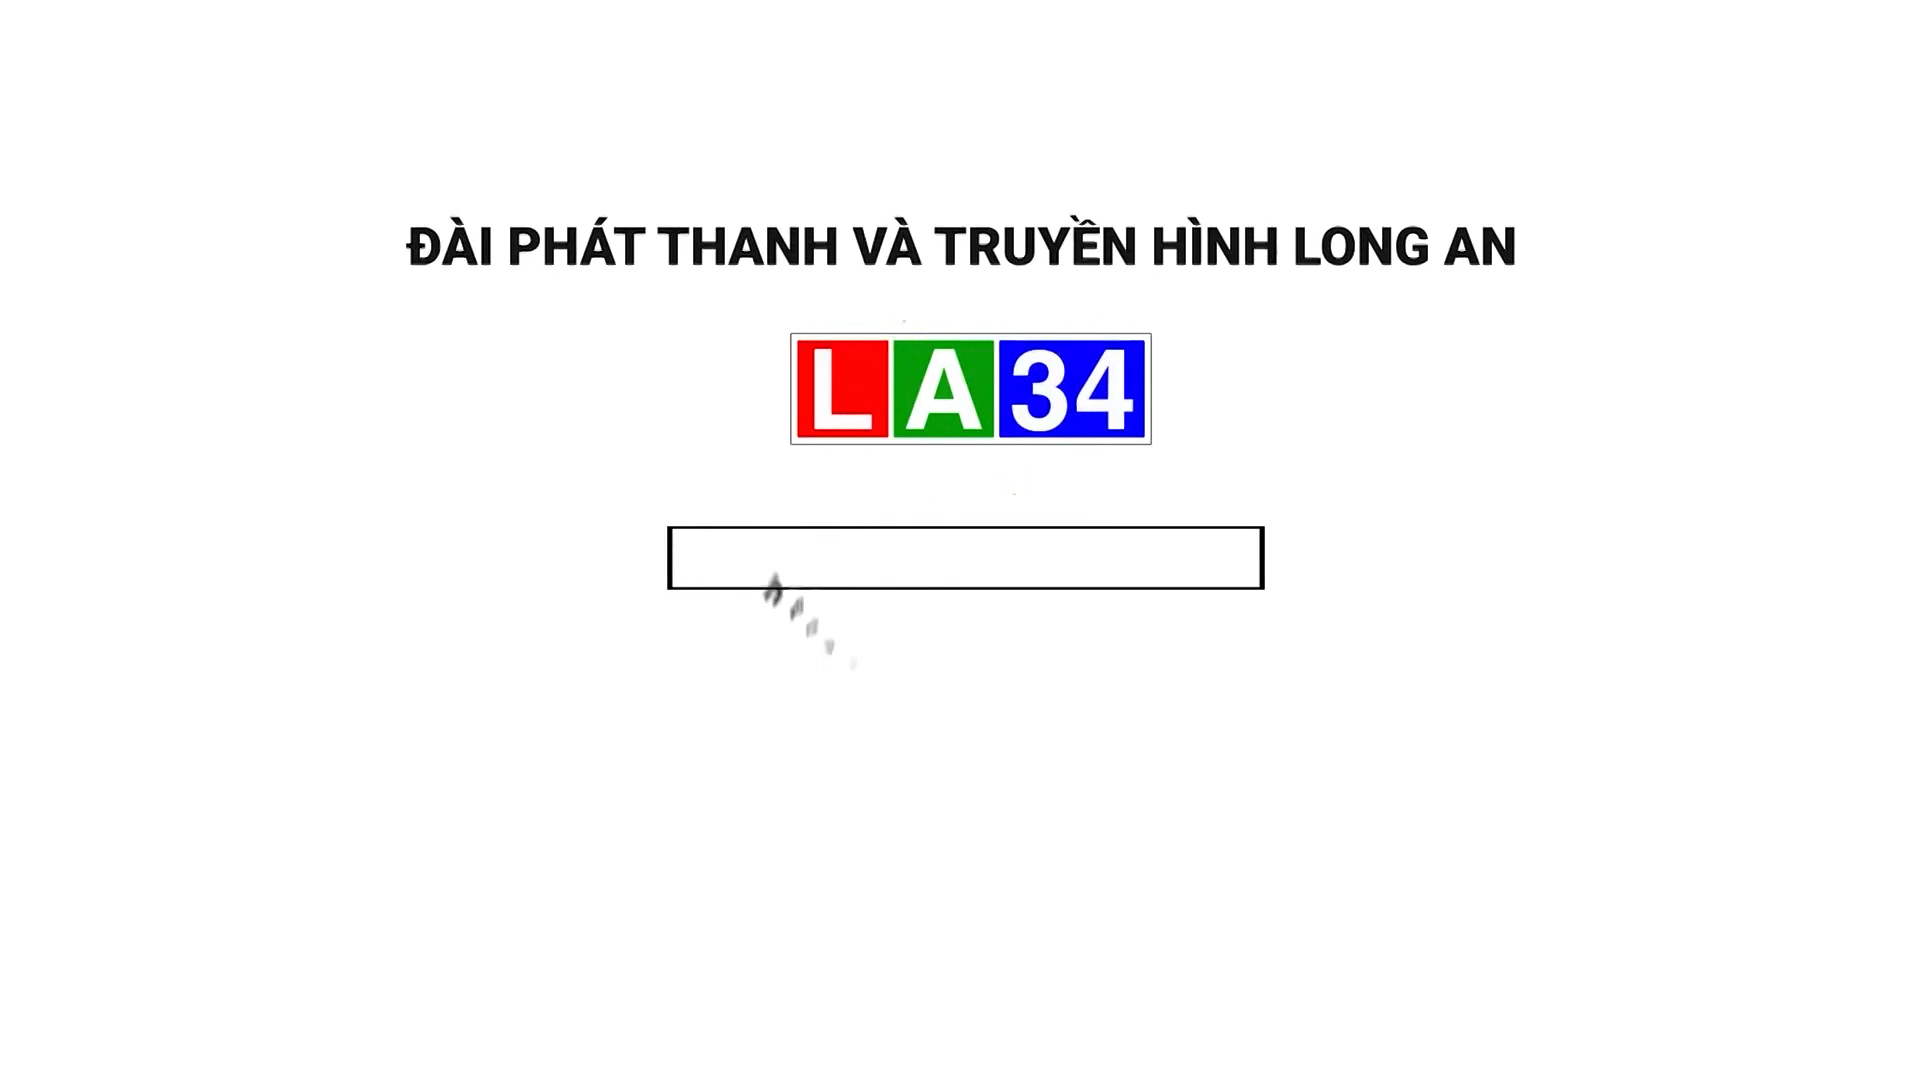 ĐÀI PHÁT THANH VÀ TRUYỀN HÌNH LONG AN
LA34